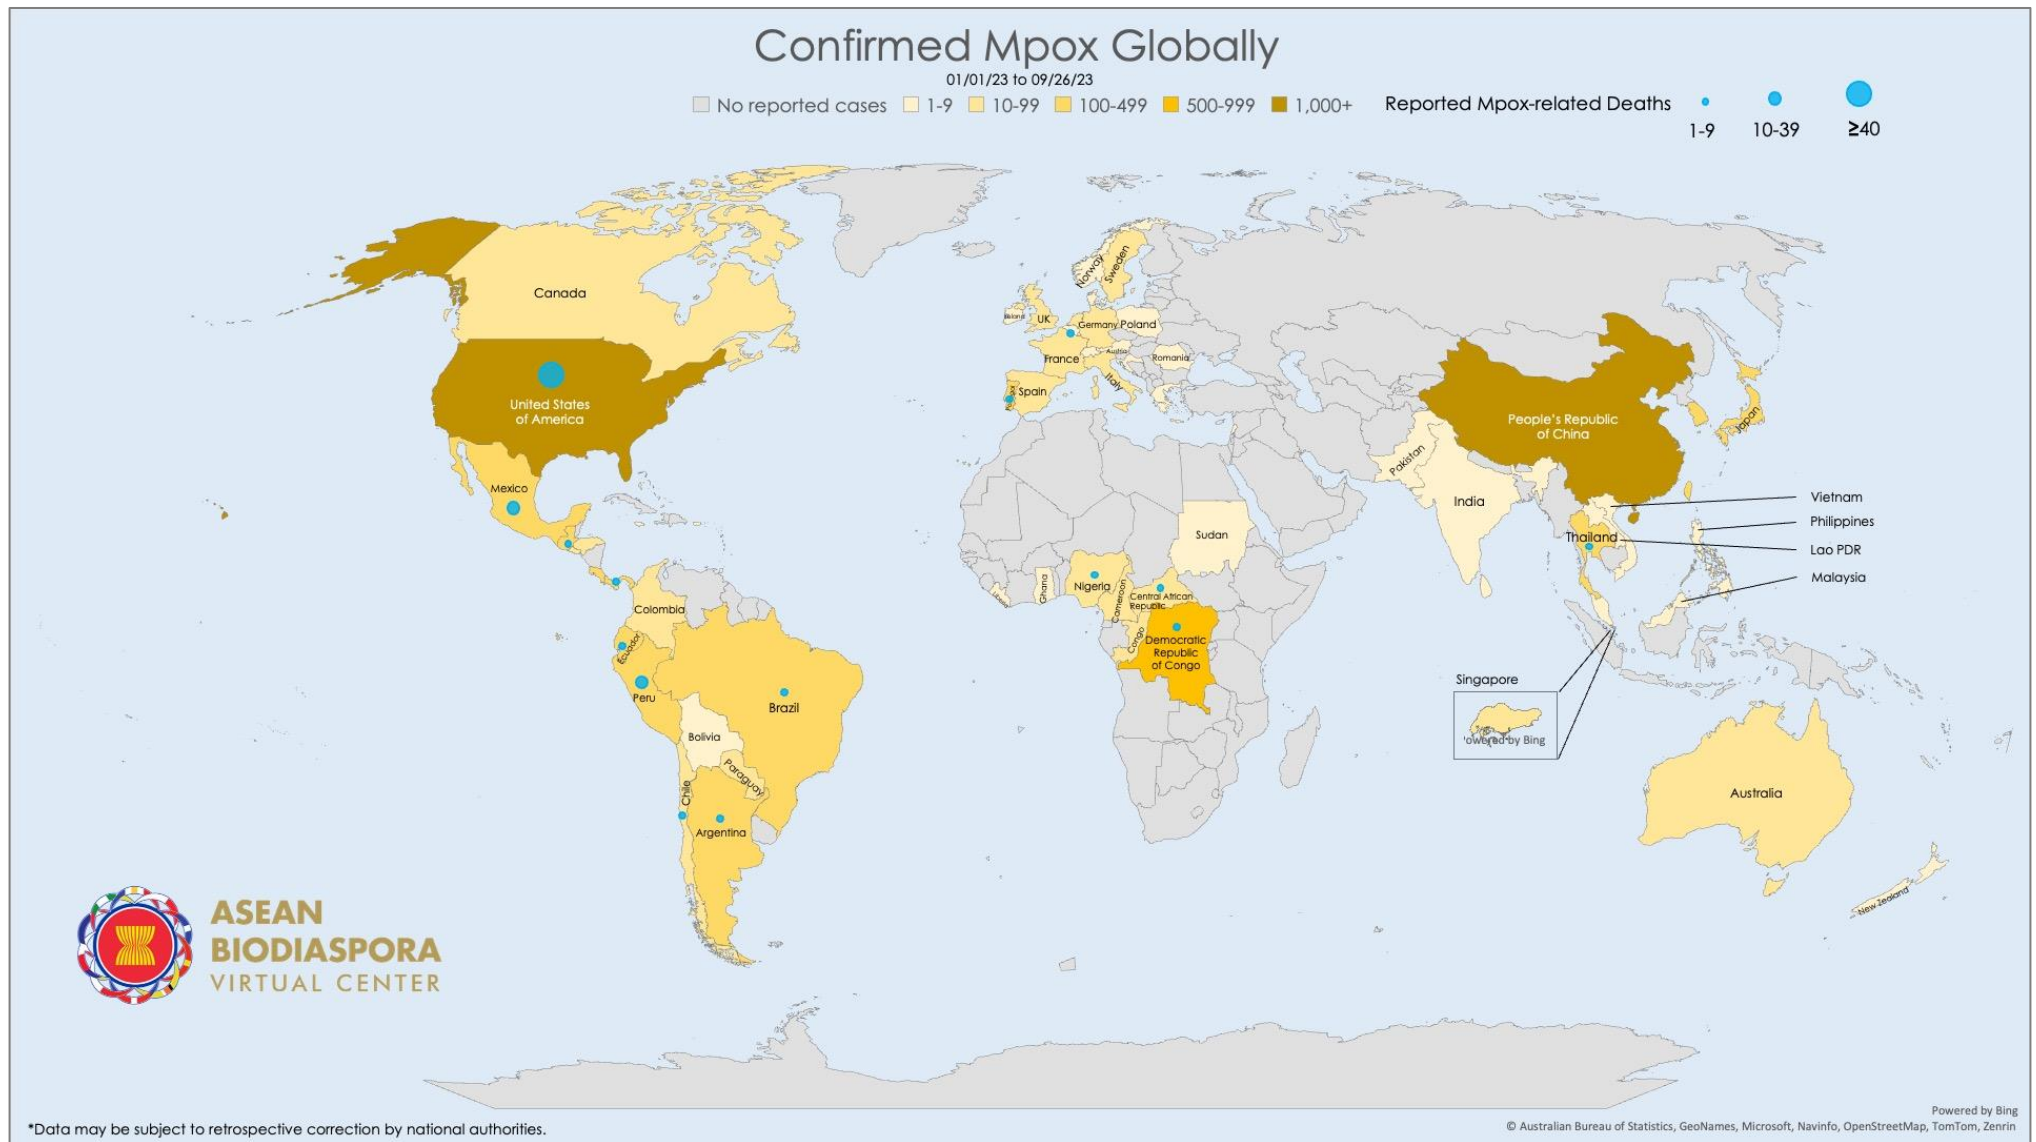 Confirmed Mpox Globally
01/01/23 to 09/26/23
No reported cases 1-9 10-99 100-499 500-999 1,000+ Reported Mpox-related Deaths
1-9 10-39 ≥40
Canada
United States
of America
Mexico
Colombia
Ecuador
Peru
Brazil
Bolivia
Paraguay
Chile
Argentina
Norway
Sweden
UK
Germany
Poland
France
Austria
Romania
Italy
Spain
Sudan
Liberia
Ghana
Nigeria
Cameroon
Central African
Republic
Congo
Democratic
Republic
of Congo
Pakistan
India
People's Republic
of China
Japan
Thailand
Vietnam
Philippines
Lao PDR
Malaysia
Singapore
Powered by Bing
Australia
New Zealand
ASEAN
BIODIASPORA
VIRTUAL CENTER
*Data may be subject to retrospective correction by national authorities.
Powered by Bing
© Australian Bureau of Statistics, GeoNames, Microsoft, Navinfo, OpenStreetMap, TomTom, Zenrin